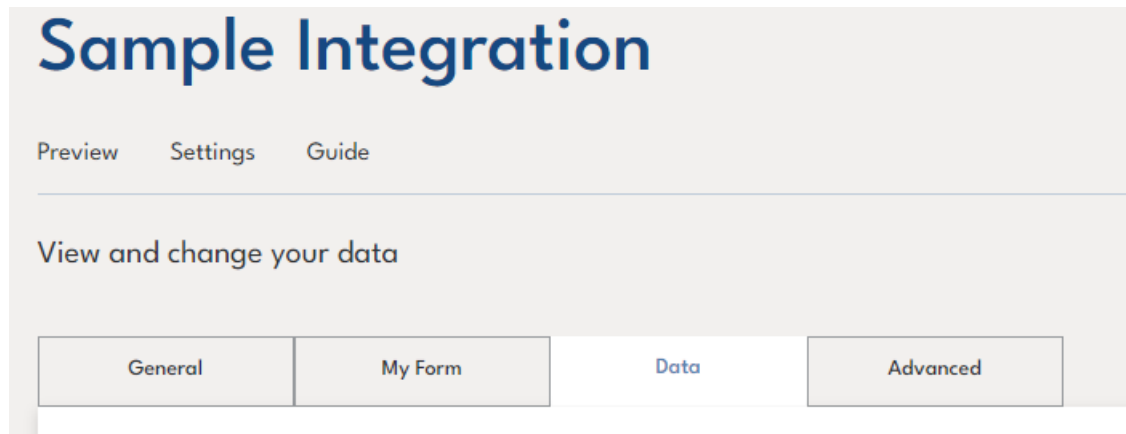 Sample Integration
Preview Settings Guide
View and change your data
General My Form Data Advanced